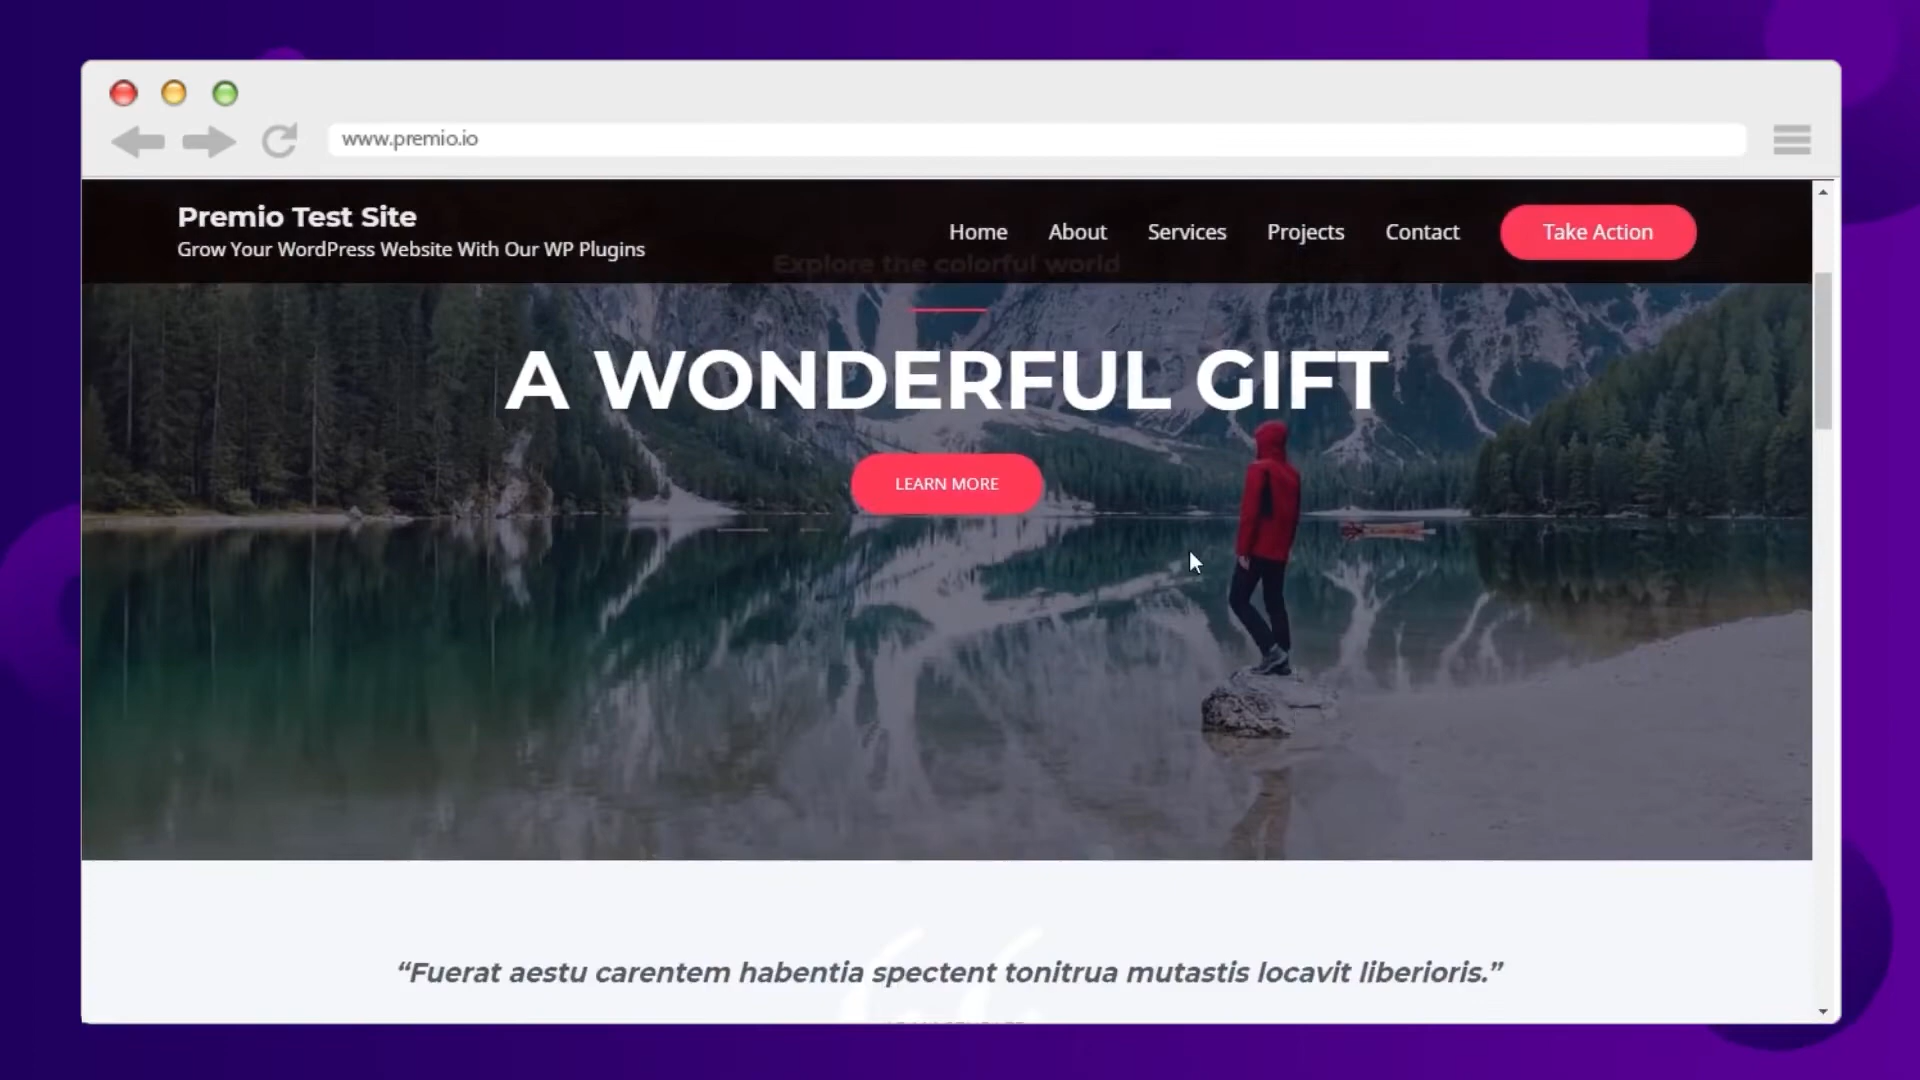 www.premio.io
Premio Test Site
Grow Your WordPress Website With Our WP Plugins
Home About Services Projects Contact Take Action
Explore the colorful world
A WONDERFUL GIFT
LEARN MORE
“Fuerat aestu carentem habentia spectent tonitrua mutastis locavit liberioris.”